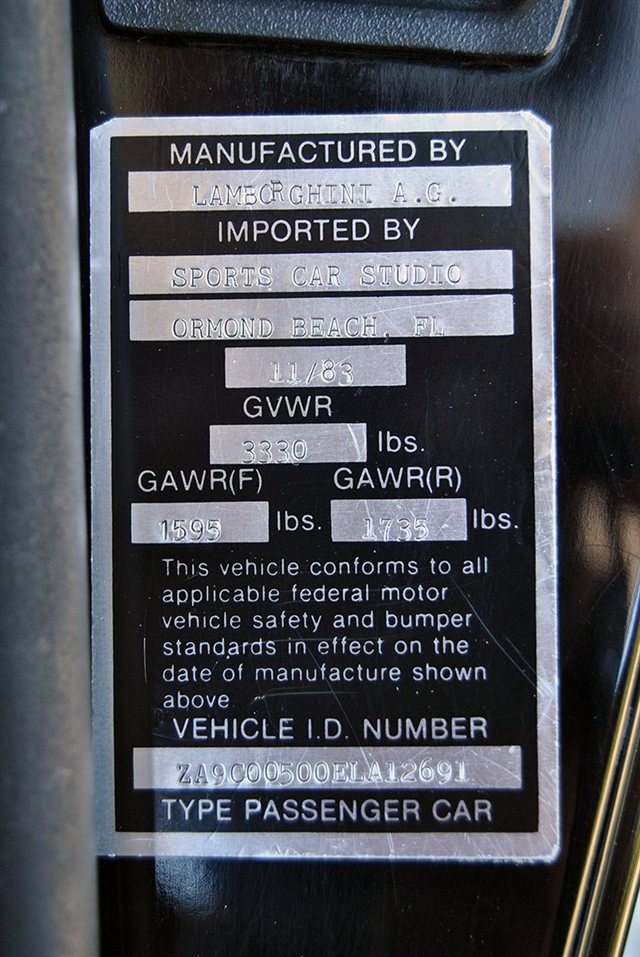 MANUFACTURED BY
LAMBORGHINI A.G.
IMPORTED BY
SPORTS CAR STUDIO
ORMOND BEACH, FL
11/83
GVWR
3330 lbs.
GAWR(F) GAWR(R)
1595 lbs. 1735 lbs.
This vehicle conforms to all
applicable federal motor
vehicle safety and bumper
standards in effect on the
date of manufacture shown
above
VEHICLE I.D. NUMBER
ZA9C00500ELA12691
TYPE PASSENGER CAR